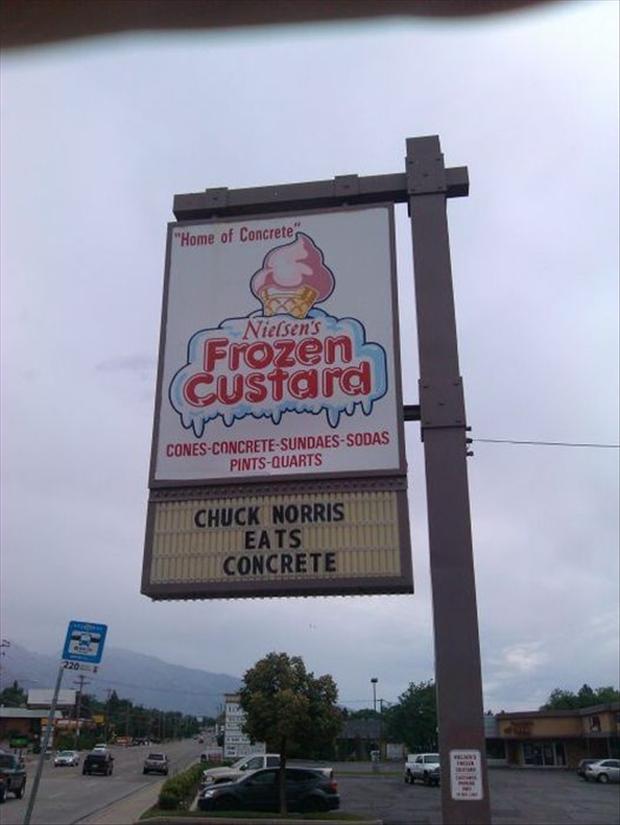 "Home of Concrete"
Nielsen's
Frozen
Custard
CONES-CONCRETE-SUNDAES-SODAS
PINTS-QUARTS
CHUCK NORRIS
EATS
CONCRETE
220